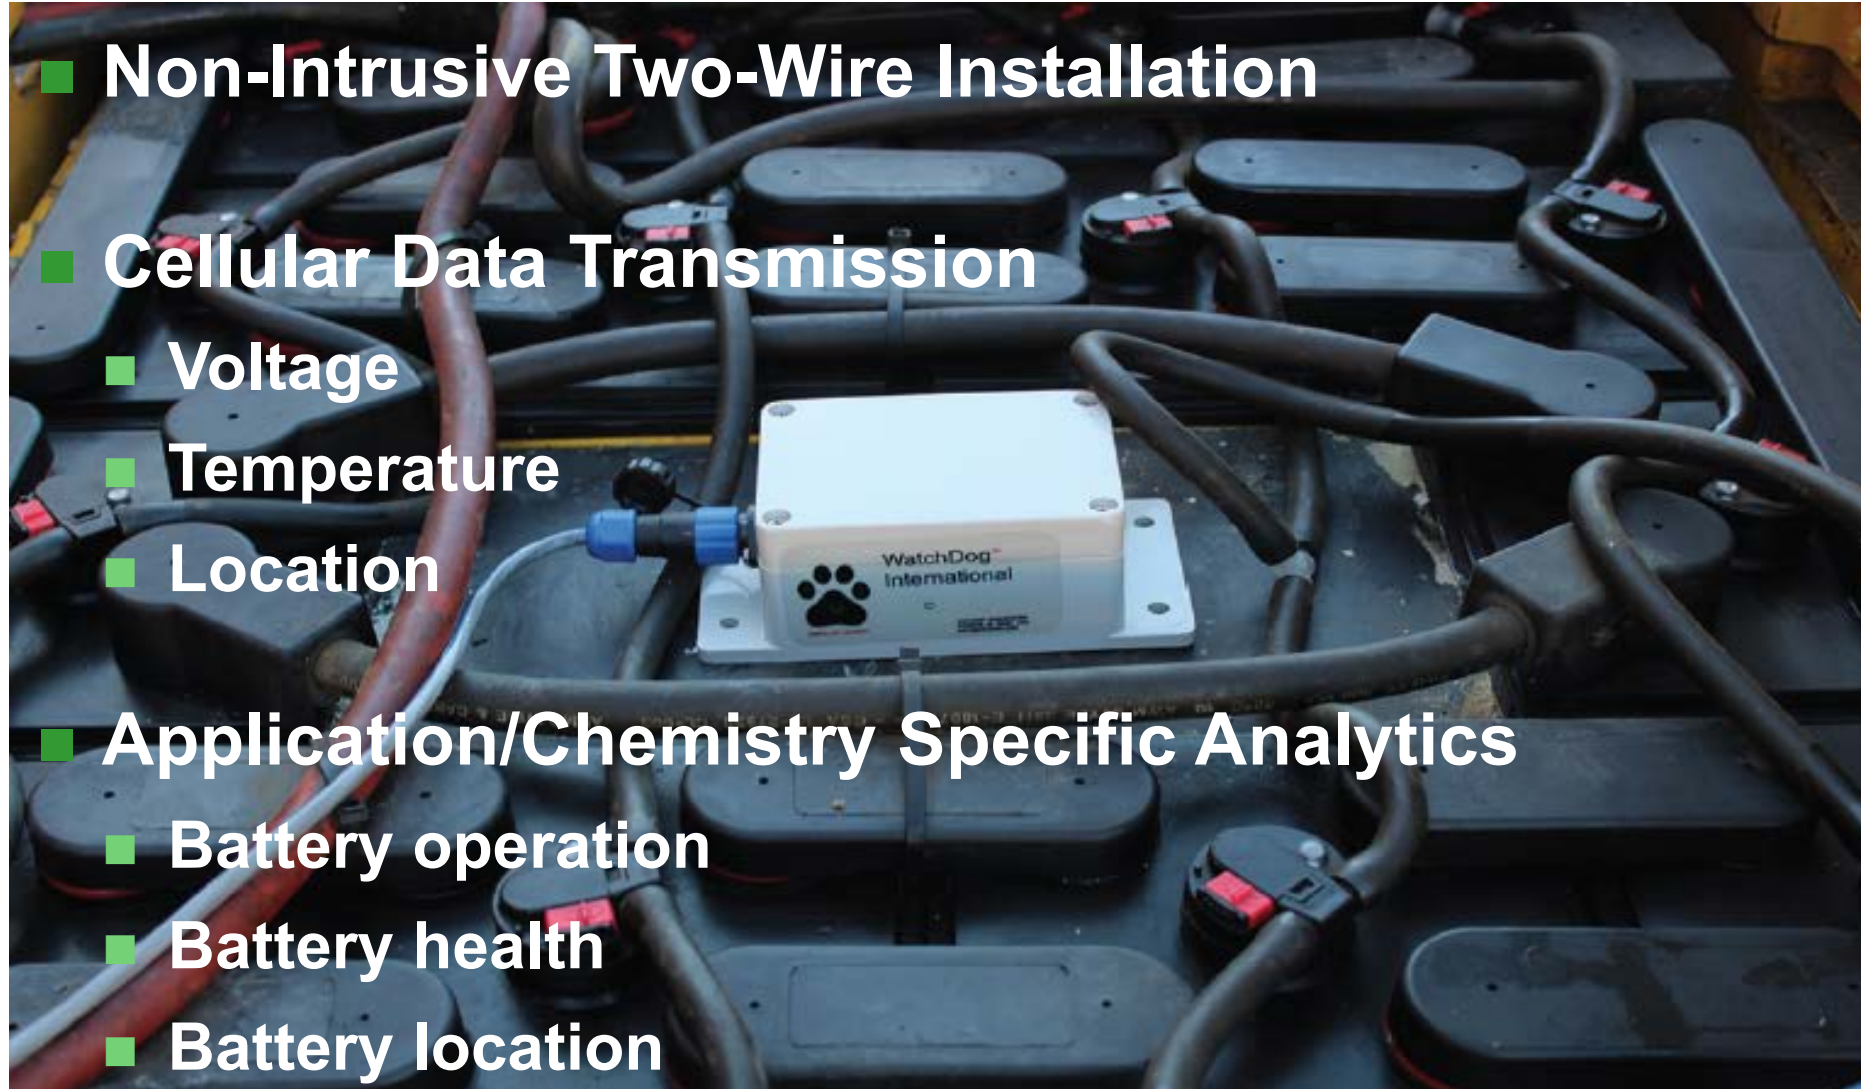 Non-Intrusive Two-Wire Installation
Cellular Data Transmission
Voltage
Temperature
Location
WatchDog
International
Application/Chemistry Specific Analytics
Battery operation
Battery health
Battery location